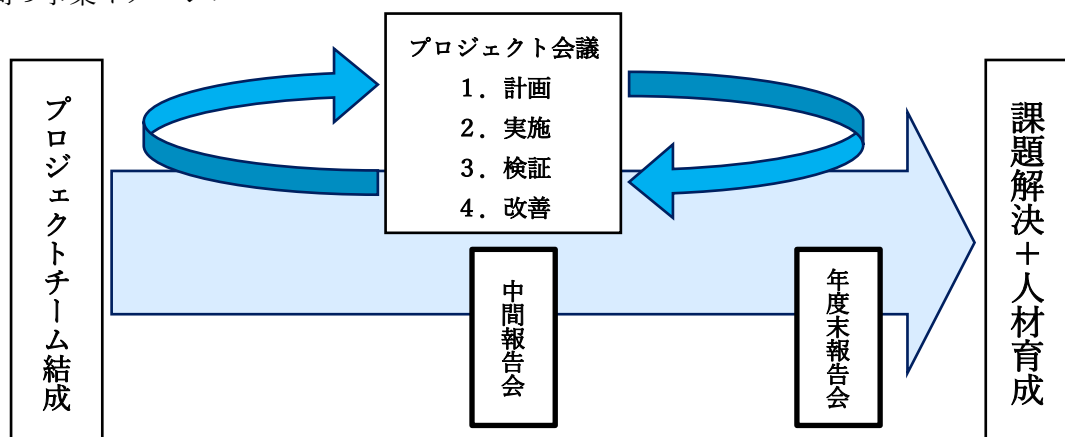 プロジェクトチーム結成
プロジェクト会議
１．計画
２．実施
３．検証
４．改善
中間報告会
年度末報告会
課題解決＋人材育成